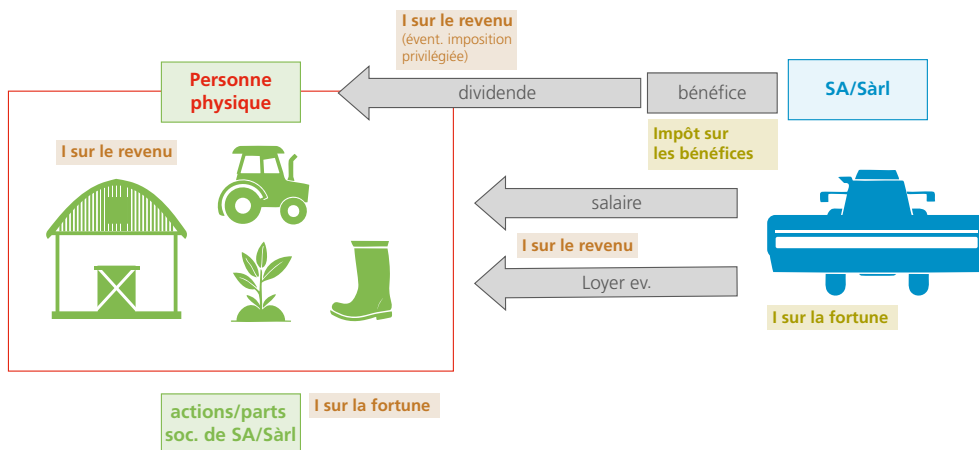 I sur le revenu
(évent. imposition
privilégiée)
Personne
physique
dividende
bénéfice
SA/Sàrl
Impôt sur
les bénéfices
I sur le revenu
salaire
I sur le revenu
Loyer ev.
I sur la fortune
actions/parts
soc. de SA/Sàrl
I sur la fortune